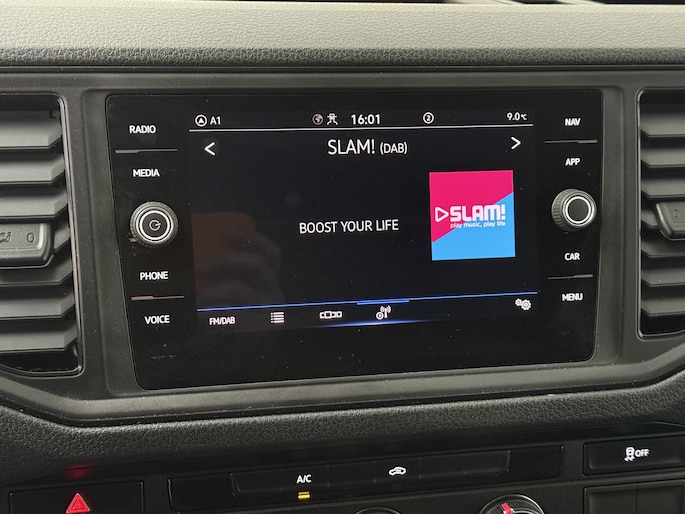 A1
16:01
2
9.0°C
SLAM! (DAB)
BOOST YOUR LIFE
SLAM!
play music, play life
FM/DAB
RADIO
MEDIA
PHONE
VOICE
NAV
APP
CAR
MENU
A/C
OFF